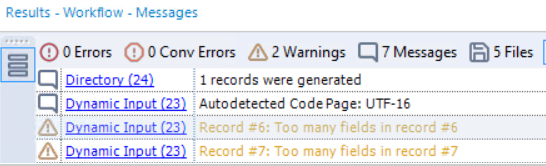 Results - Workflow - Messages
0 Errors 0 Conv Errors 2 Warnings 7 Messages 5 Files
Directory (24) 1 records were generated
Dynamic Input (23) Autodetected Code Page: UTF-16
Dynamic Input (23) Record #6: Too many fields in record #6
Dynamic Input (23) Record #7: Too many fields in record #7